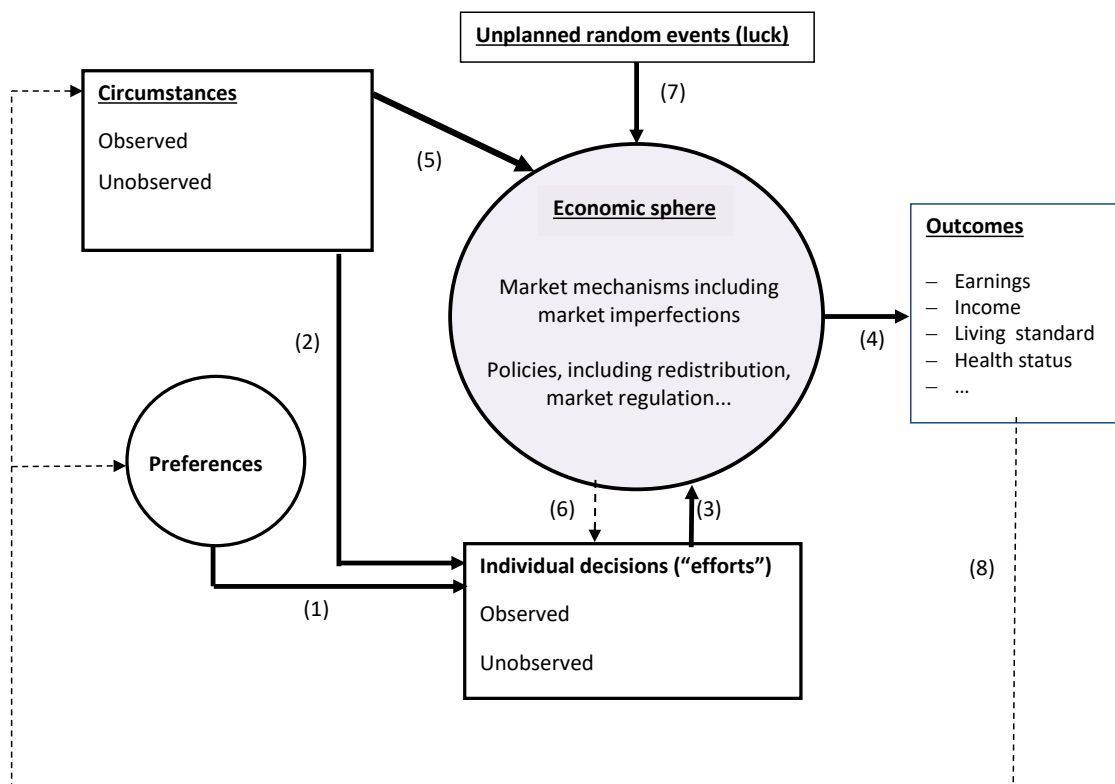 Unplanned random events (luck)
(7)
Circumstances
Observed
Unobserved
(5)
Economic sphere
Market mechanisms including
market imperfections
Policies, including redistribution,
market regulation...
Outcomes
– Earnings
– Income
– Living standard
– Health status
– ...
(4)
(2)
Preferences
(6)
(3)
Individual decisions (“efforts”)
Observed
Unobserved
(1)
(8)